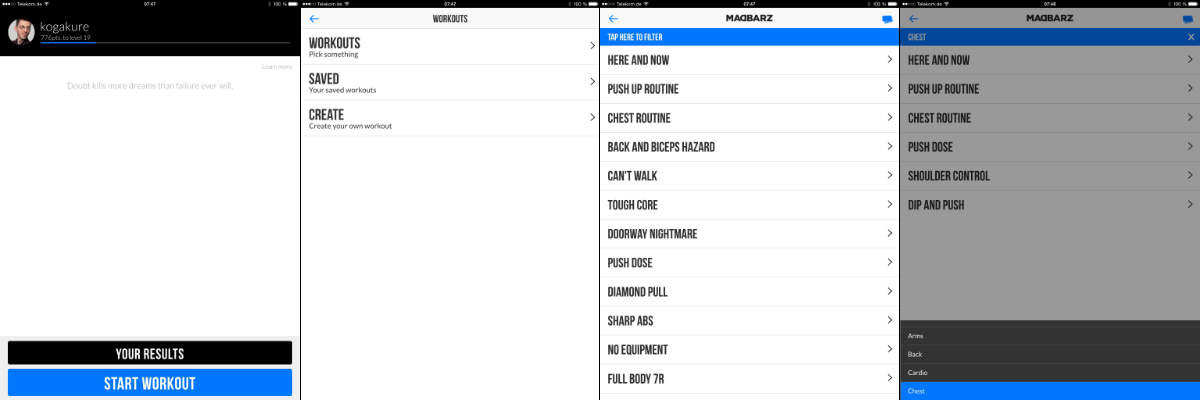 Telekom.de
07:47
100 %
kogakure
776pts. to level 19
Learn more
Doubt kills more dreams than failure ever will.
YOUR RESULTS
START WORKOUT
Telekom.de
07:47
100 %
WORKOUTS
WORKOUTS
Pick something
SAVED
Your saved workouts
CREATE
Create your own workout
Telekom.de
07:47
100 %
MADBARZ
TAP HERE TO FILTER
HERE AND NOW
PUSH UP ROUTINE
CHEST ROUTINE
BACK AND BICEPS HAZARD
CAN'T WALK
TOUGH CORE
DOORWAY NIGHTMARE
PUSH DOSE
DIAMOND PULL
SHARP ABS
NO EQUIPMENT
FULL BODY 7R
Telekom.de
07:48
100 %
MADBARZ
CHEST X
HERE AND NOW
PUSH UP ROUTINE
CHEST ROUTINE
PUSH DOSE
SHOULDER CONTROL
DIP AND PUSH
Arms
Back
Cardio
Chest